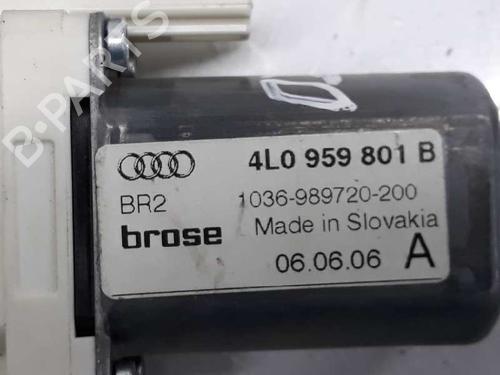 B-PARTS
4L0 959 801 B
BR2
1036-989720-200
brose
Made in Slovakia
06.06.06 A